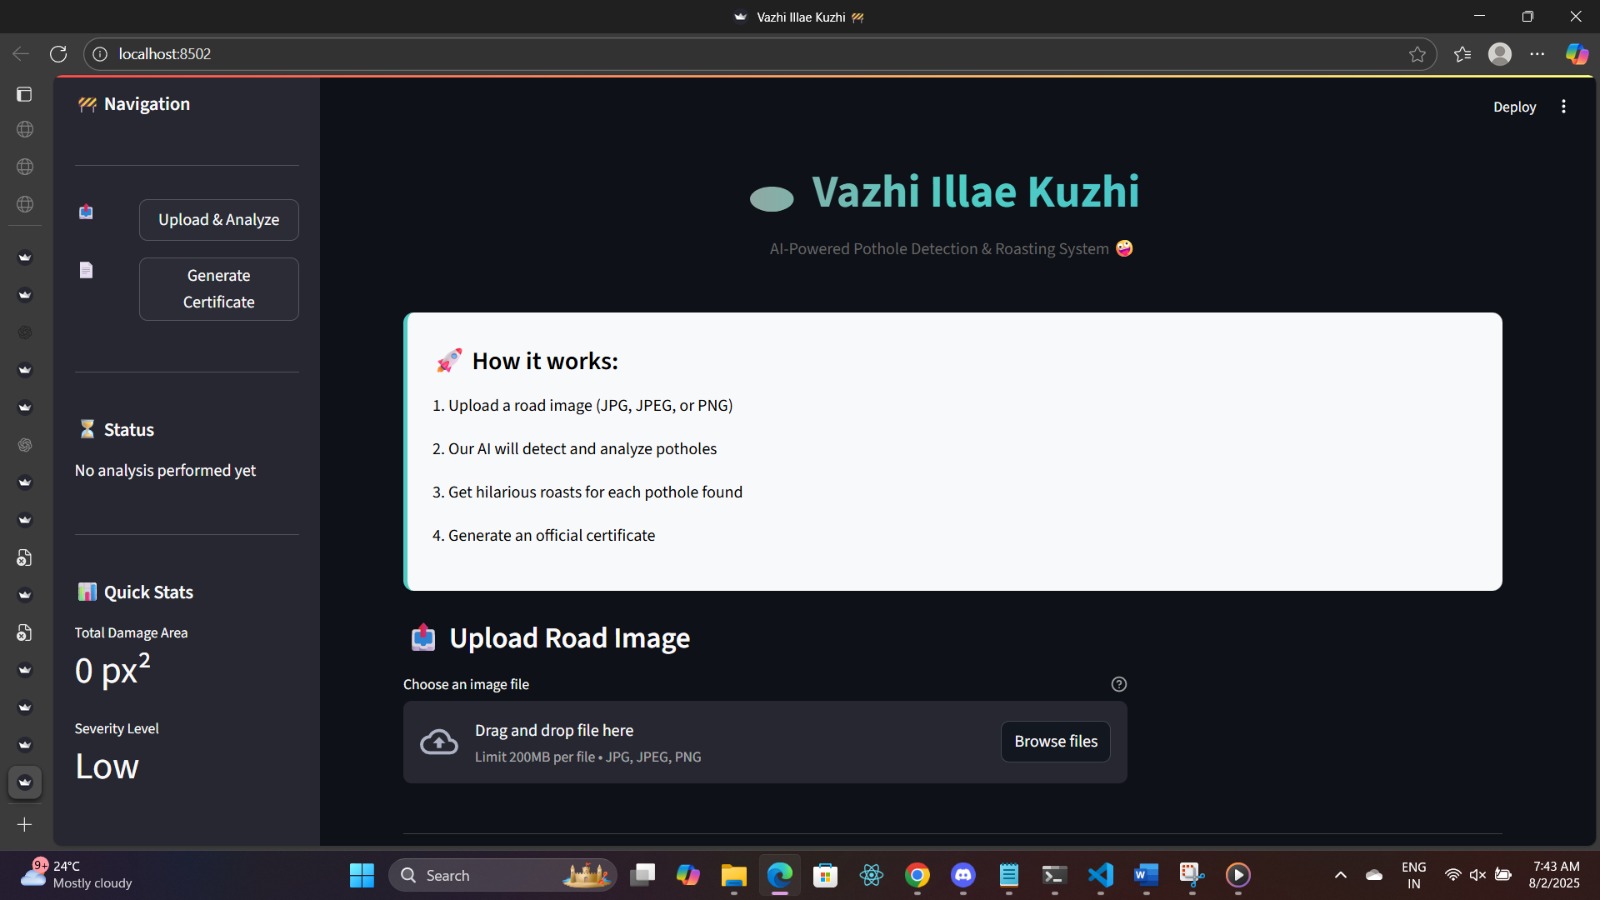 Vazhi Illae Kuzhi 🚧
localhost:8502
🚧 Navigation
Deploy
📤 Upload & Analyze
📄 Generate
Certificate
⏳ Status
No analysis performed yet
📊 Quick Stats
Total Damage Area
0 px²
Severity Level
Low
🕳️ Vazhi Illae Kuzhi
AI-Powered Pothole Detection & Roasting System 🤪
🚀 How it works:
1. Upload a road image (JPG, JPEG, or PNG)
2. Our AI will detect and analyze potholes
3. Get hilarious roasts for each pothole found
4. Generate an official certificate
📤 Upload Road Image
Choose an image file
Drag and drop file here
Limit 200MB per file • JPG, JPEG, PNG
Browse files
9+
24°C
Mostly cloudy
Search
ENG
IN
7:43 AM
8/2/2025